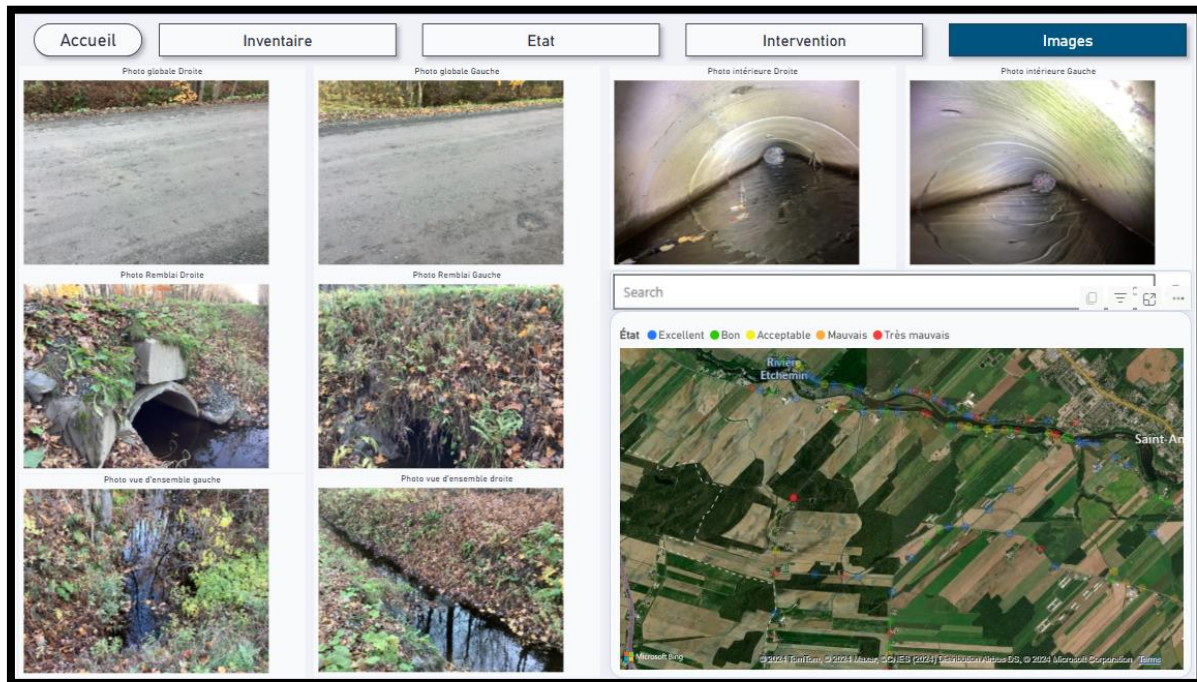 Accueil
Inventaire
Etat
Intervention
Images
Photo globale Droite
Photo globale Gauche
Photo intérieure Droite
Photo intérieure Gauche
Photo Remblai Droite
Photo Remblai Gauche
Search
État Excellent Bon Acceptable Mauvais Très mauvais
Rivière
Etchemin
Saint-An
Photo vue d'ensemble gauche
Photo vue d'ensemble droite
Microsoft Bing
© 2024 TomTom, © 2024 Maxar, ©CNES (2024) Distribution Airbus DS, © 2024 Microsoft Corporation Terms